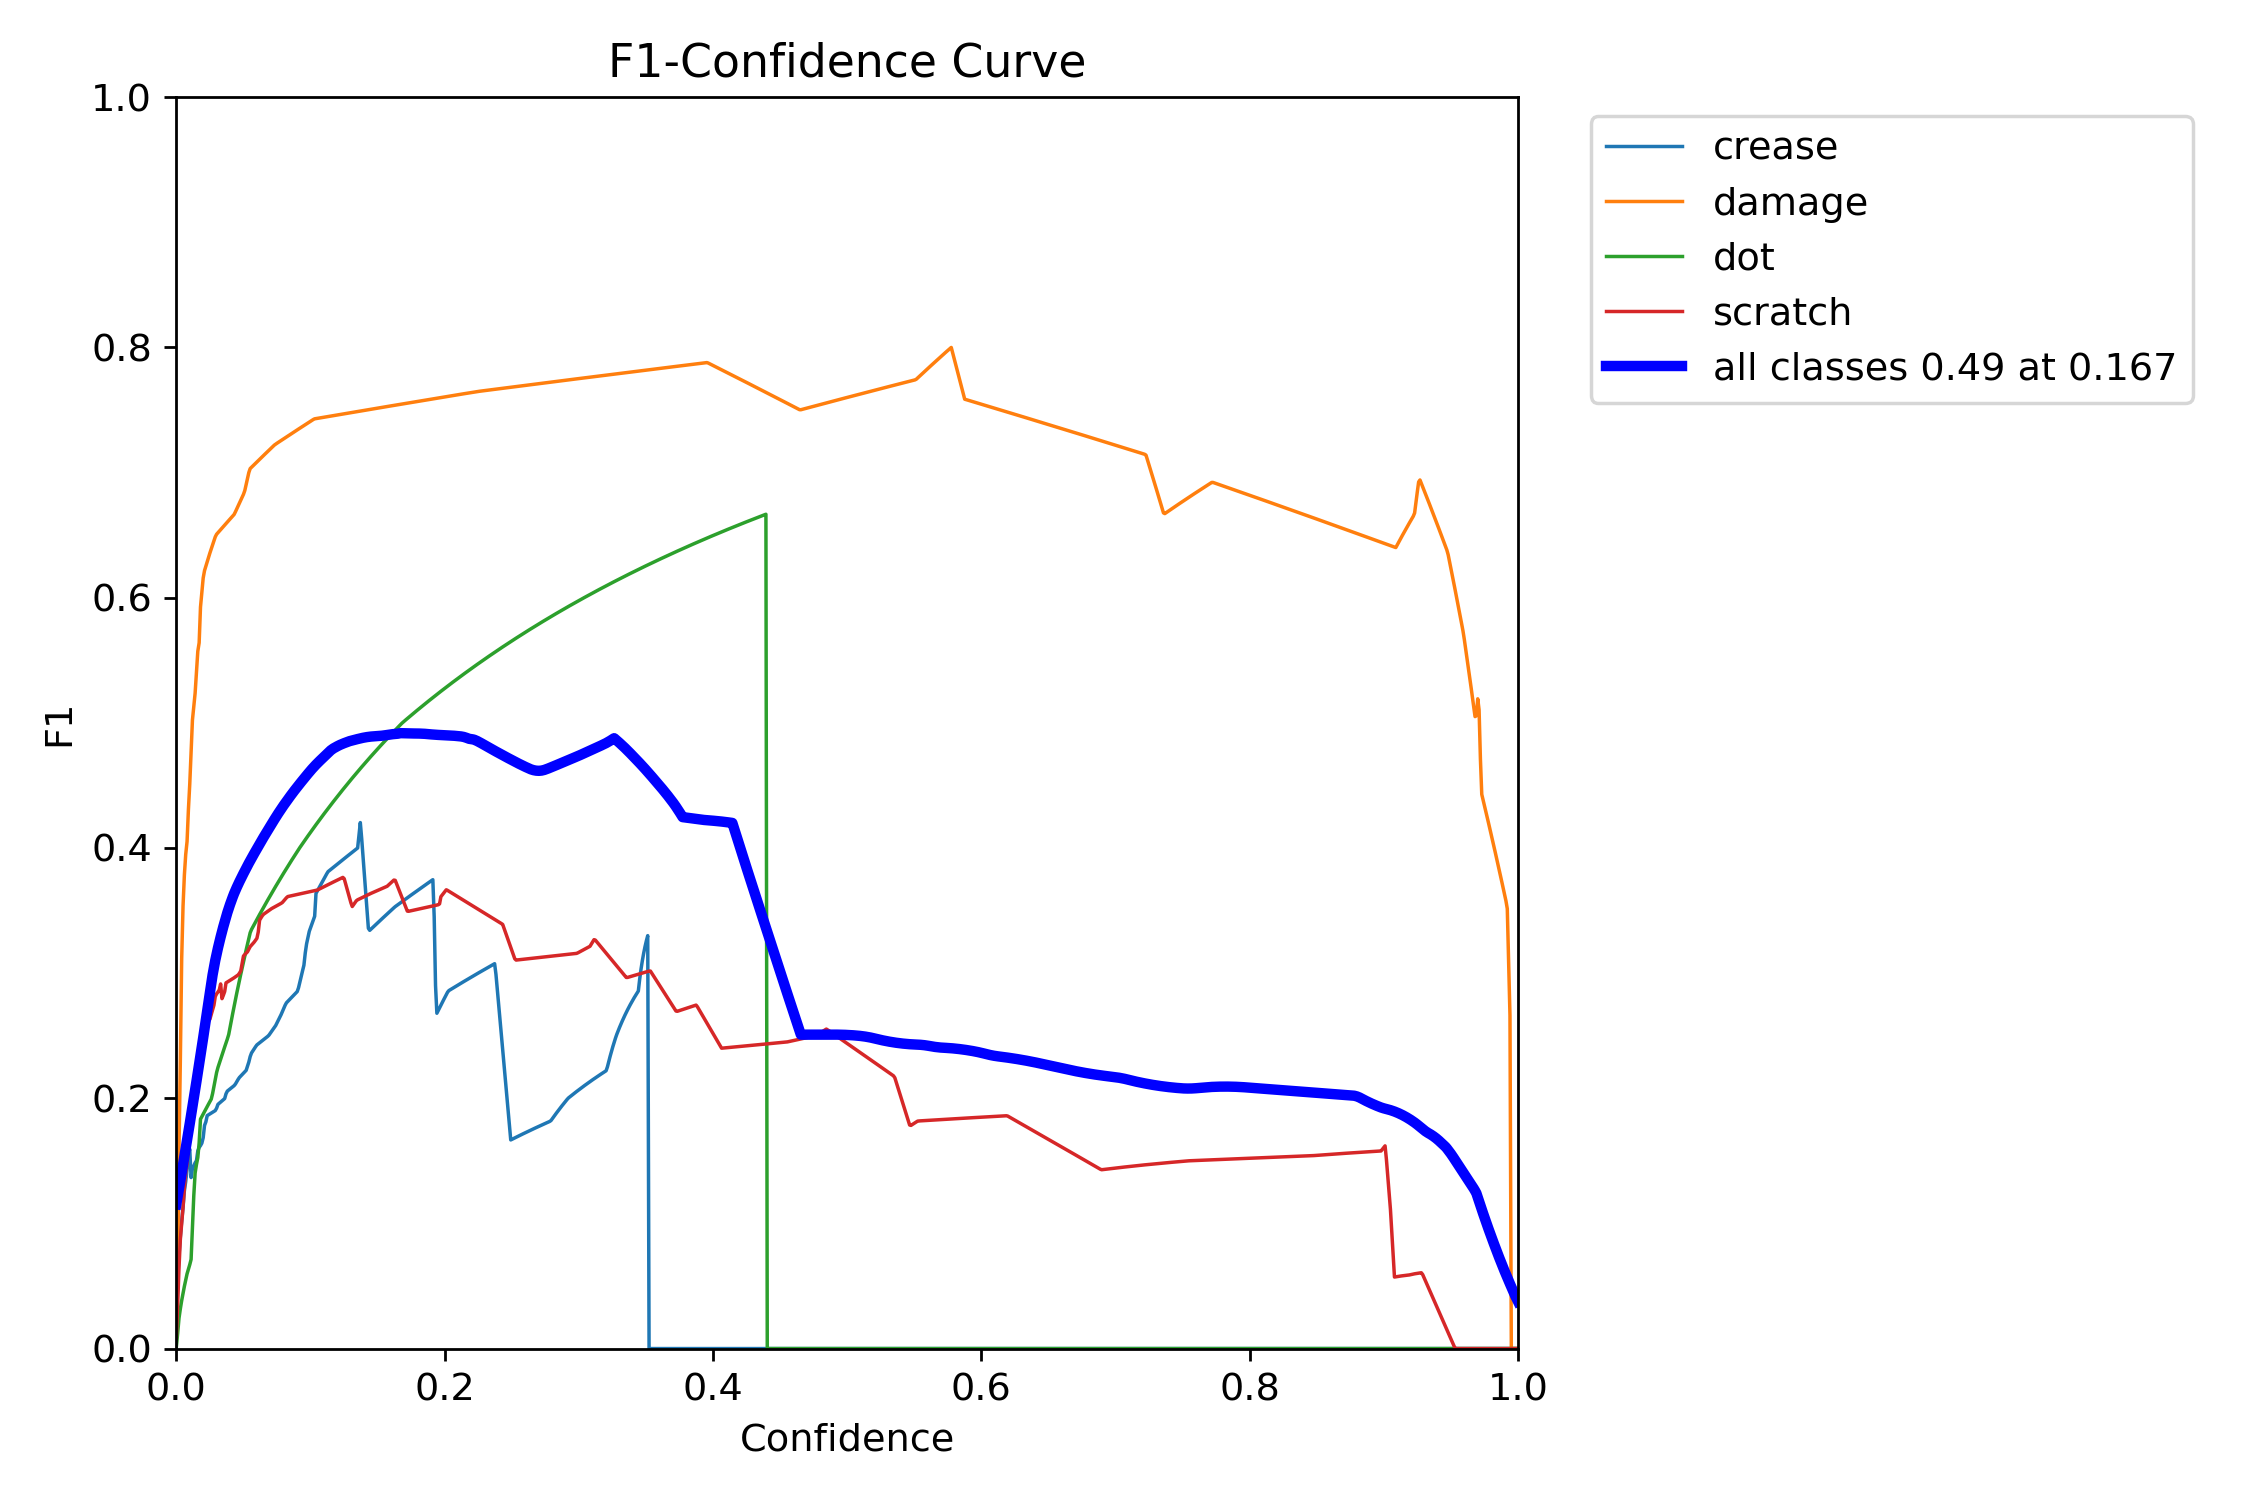 F1-Confidence Curve
1.0
0.8
0.6
0.4
0.2
0.0
F1
0.0 0.2 0.4 0.6 0.8 1.0
Confidence
crease
damage
dot
scratch
all classes 0.49 at 0.167